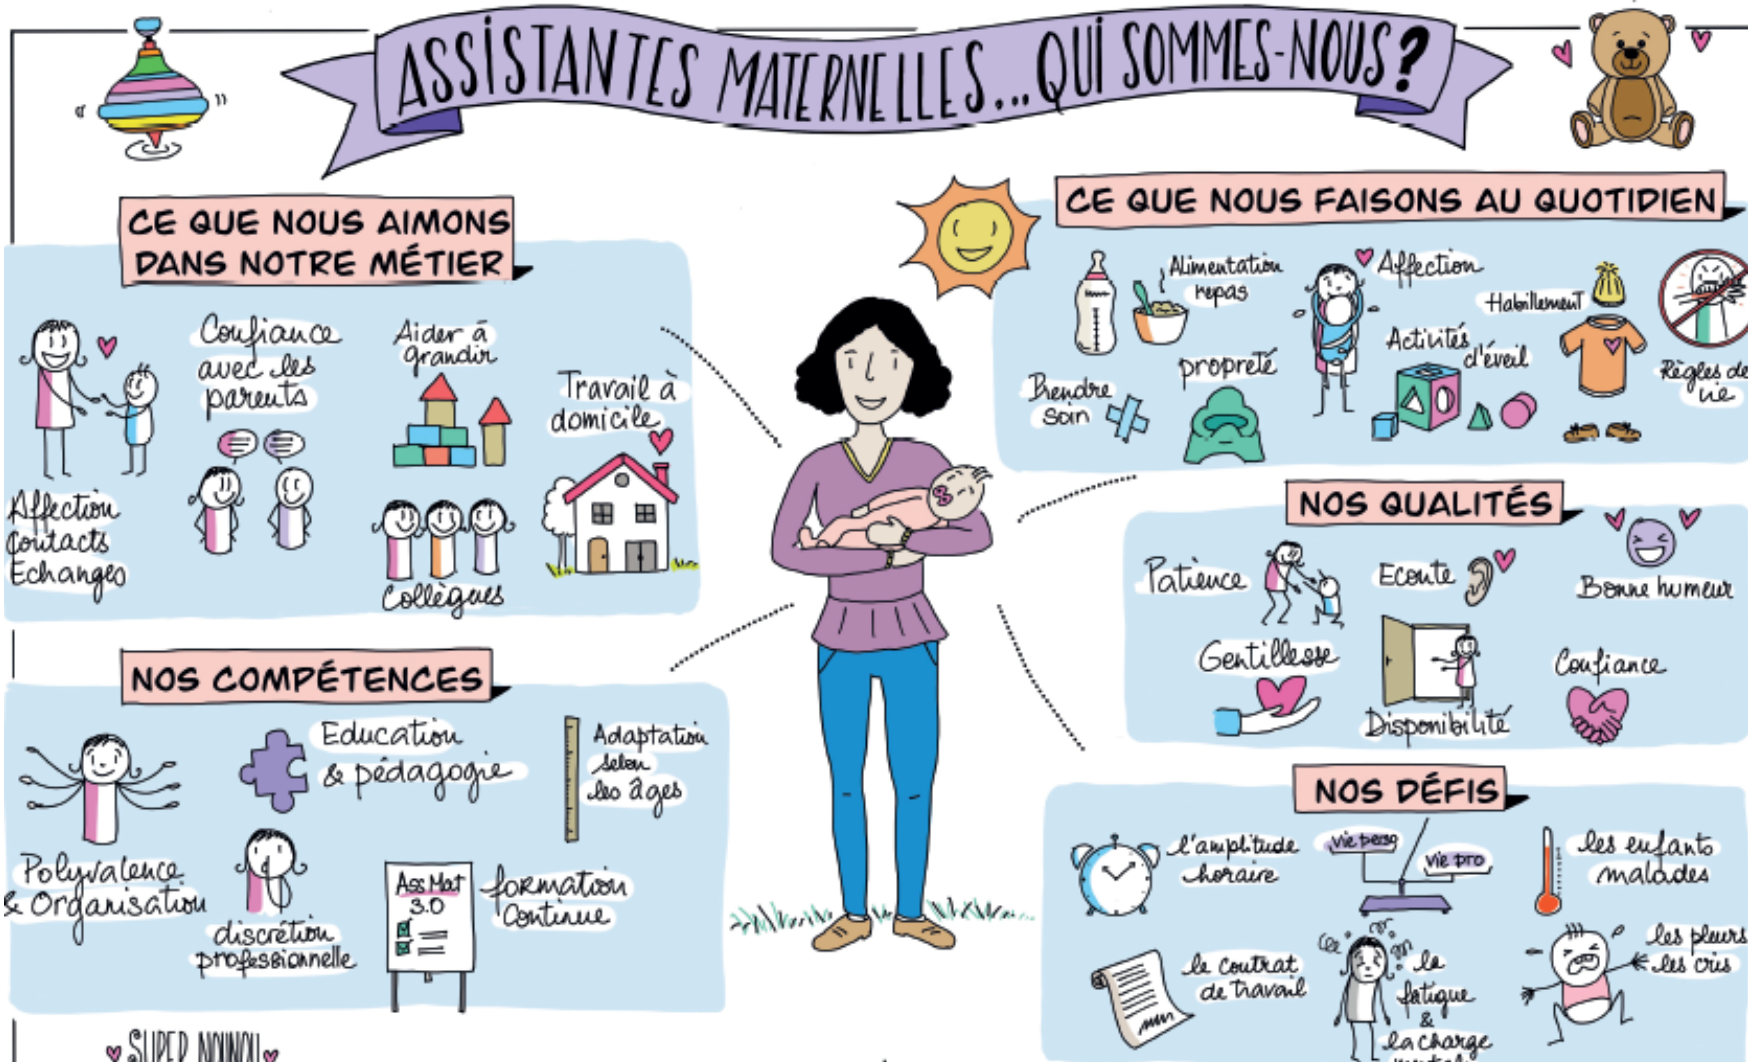 ASSISTANTES MATERNELLES... QUI SOMMES-NOUS?
CE QUE NOUS AIMONS
DANS NOTRE MÉTIER
Affection
Contacts
Echanges
Confiance
avec les
parents
Aider à
grandir
Collègues
Travail à
domicile
CE QUE NOUS FAISONS AU QUOTIDIEN
Alimentation
repas
Affection
Habillement
Règles de
vie
Prendre
soin
propreté
Activités
d'éveil
NOS QUALITÉS
Patience
Ecoute
Bonne humeur
Gentillesse
Disponibilité
Confiance
NOS COMPÉTENCES
Polyvalence
& Organisation
Education
& pédagogie
Adaptation
selon
les âges
discrétion
professionnelle
Ass Mat
3.0
formation
Continue
NOS DÉFIS
l'amplitude
horaire
vie perso
vie pro
les enfants
malades
le contrat
de travail
la
fatigue
&
la charge
les pleurs
les cris
SUPER NOUNOU